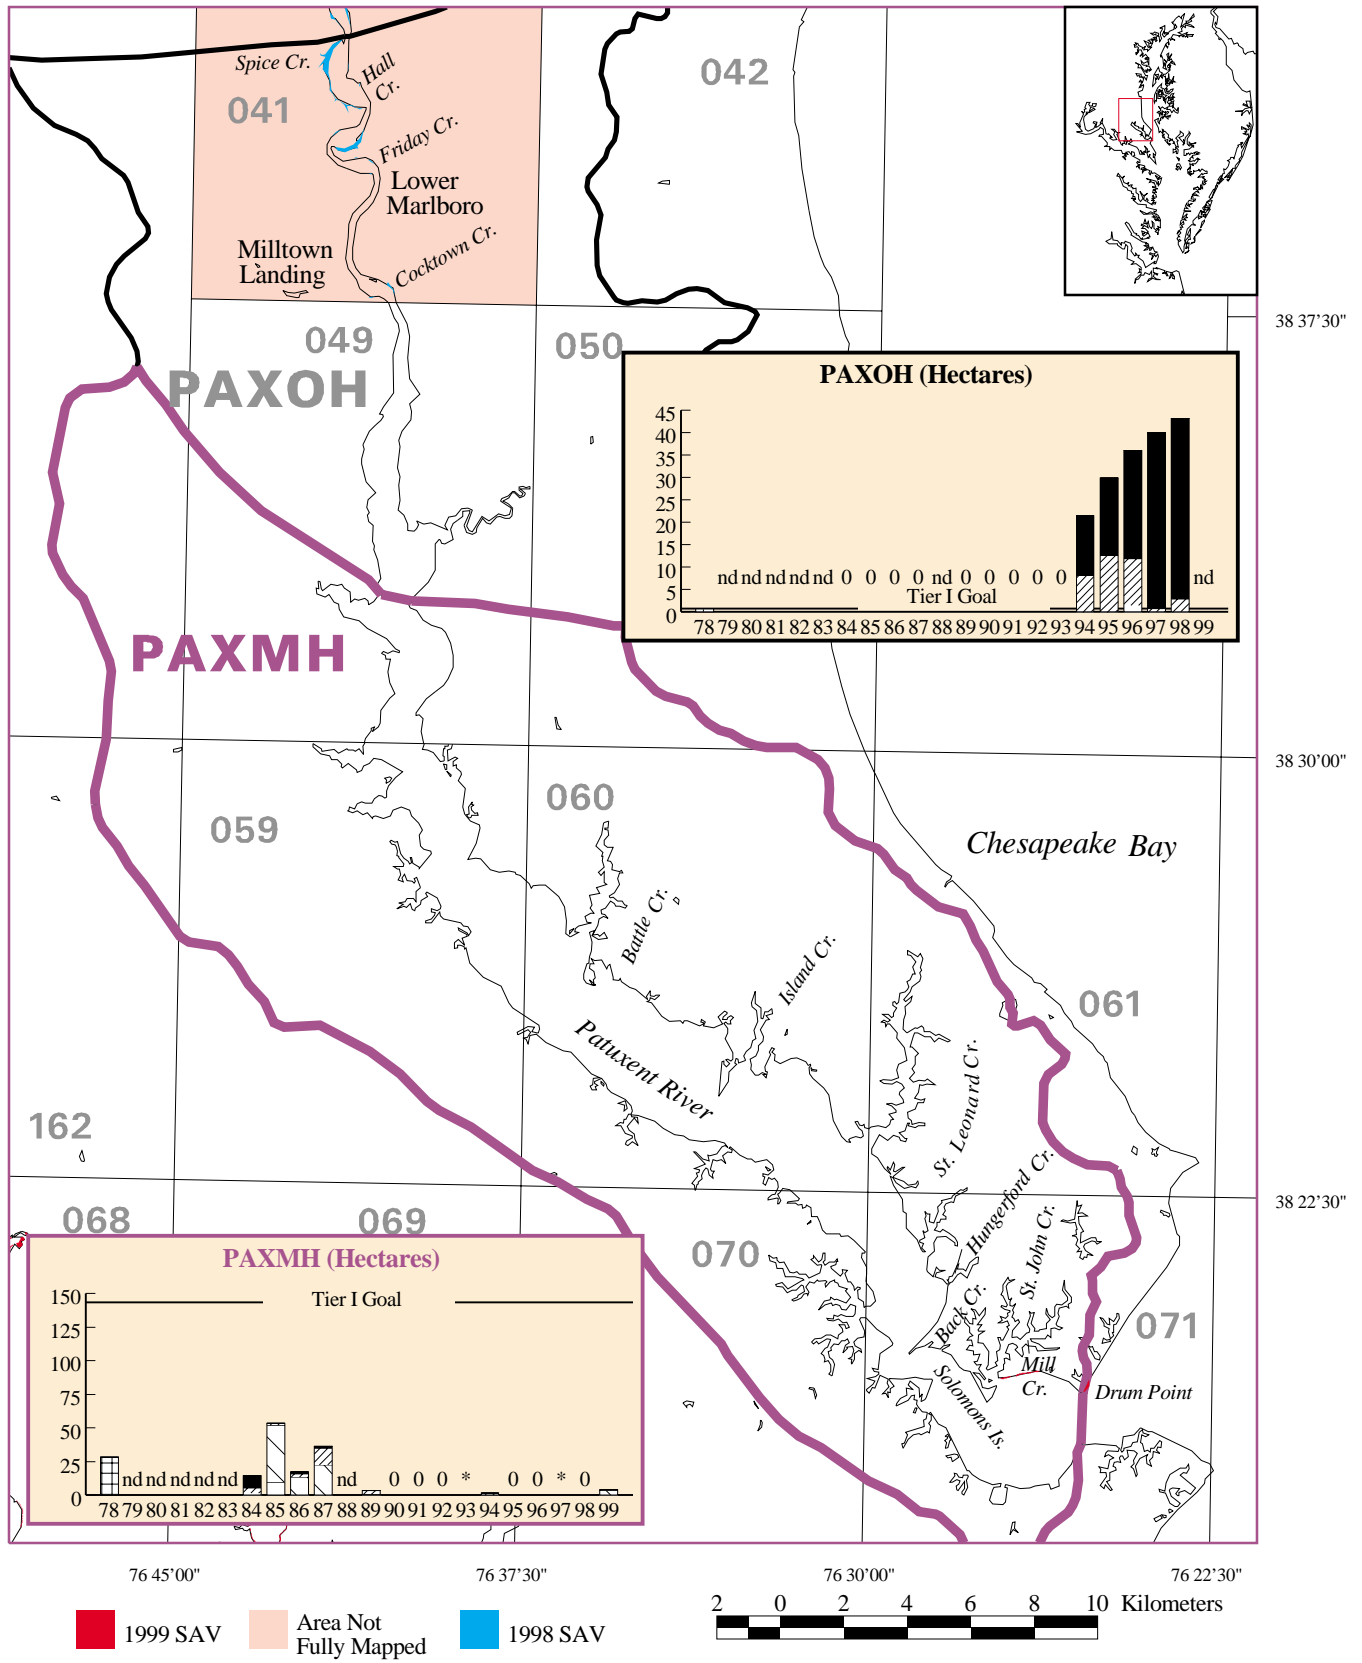 Spice Cr.
Hall
Cr.
042
041
Friday Cr.
Lower
Marlboro
Milltown
Landing
Cocktown Cr.
38 37'30"
049
050
PAXOH
PAXOH (Hectares)
45
40
35
30
25
20
15
10
5
0
nd nd nd nd nd 0 0 0 0 nd 0 0 0 0 0 nd
Tier I Goal
78 79 80 81 82 83 84 85 86 87 88 89 90 91 92 93 94 95 96 97 98 99
PAXMH
38 30'00"
060
059
Chesapeake Bay
Battle Cr.
Island Cr.
061
Patuxent River
St. Leonard Cr.
162
Hungerford Cr.
38 22'30"
068
069
070
St. John Cr.
Back Cr.
071
Mill
Cr.
Drum Point
Solomons Is.
PAXMH (Hectares)
150
125
100
75
50
25
0
Tier I Goal
nd nd nd nd nd nd 0 0 0 * 0 0 * 0
78 79 80 81 82 83 84 85 86 87 88 89 90 91 92 93 94 95 96 97 98 99
76 45'00"
76 37'30"
76 30'00"
76 22'30"
1999 SAV
Area Not
Fully Mapped
1998 SAV
2 0 2 4 6 8 10 Kilometers